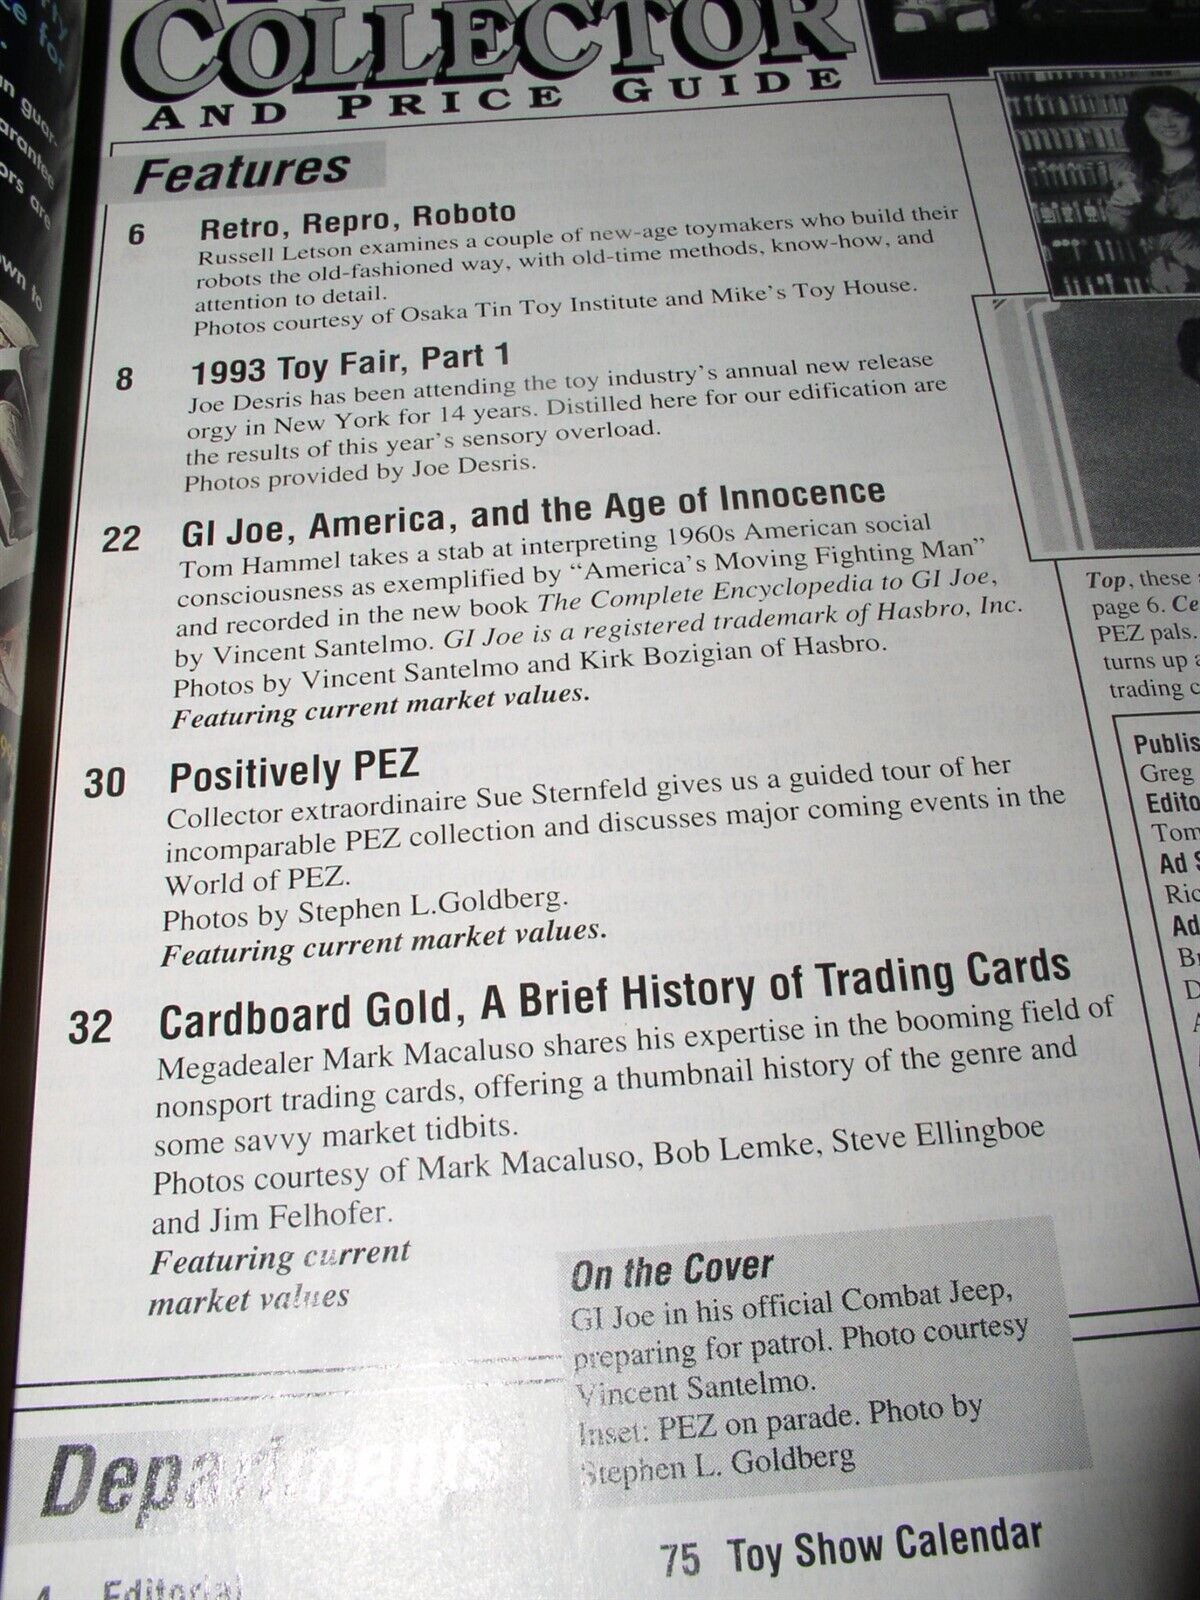 COLLECTOR
AND PRICE GUIDE
Features
6 Retro, Repro, Roboto
Russell Letson examines a couple of new-age toymakers who build their
robots the old-fashioned way, with old-time methods, know-how, and
attention to detail.
Photos courtesy of Osaka Tin Toy Institute and Mike's Toy House.
8 1993 Toy Fair, Part 1
Joe Desris has been attending the toy industry's annual new release
orgy in New York for 14 years. Distilled here for our edification are
the results of this year's sensory overload.
Photos provided by Joe Desris.
22 GI Joe, America, and the Age of Innocence
Tom Hammel takes a stab at interpreting 1960s American social
consciousness as exemplified by “America's Moving Fighting Man”
and recorded in the new book The Complete Encyclopedia to GI Joe,
by Vincent Santelmo. GI Joe is a registered trademark of Hasbro, Inc.
Photos by Vincent Santelmo and Kirk Bozigian of Hasbro.
Featuring current market values.
30 Positively PEZ
Collector extraordinaire Sue Sternfeld gives us a guided tour of her
incomparable PEZ collection and discusses major coming events in the
World of PEZ.
Photos by Stephen L.Goldberg.
Featuring current market values.
32 Cardboard Gold, A Brief History of Trading Cards
Megadealer Mark Macaluso shares his expertise in the booming field of
nonsport trading cards, offering a thumbnail history of the genre and
some savvy market tidbits.
Photos courtesy of Mark Macaluso, Bob Lemke, Steve Ellingboe
and Jim Felhofer.
Featuring current
market values
On the Cover
GI Joe in his official Combat Jeep,
preparing for patrol. Photo courtesy
Vincent Santelmo.
Inset: PEZ on parade. Photo by
Stephen L. Goldberg
Departments
4 Editorial
75 Toy Show Calendar
Top, these
page 6. Ce
PEZ pals.
turns up
trading c
Publis
Greg
Edito
Tom
Ad S
Ric
Ad